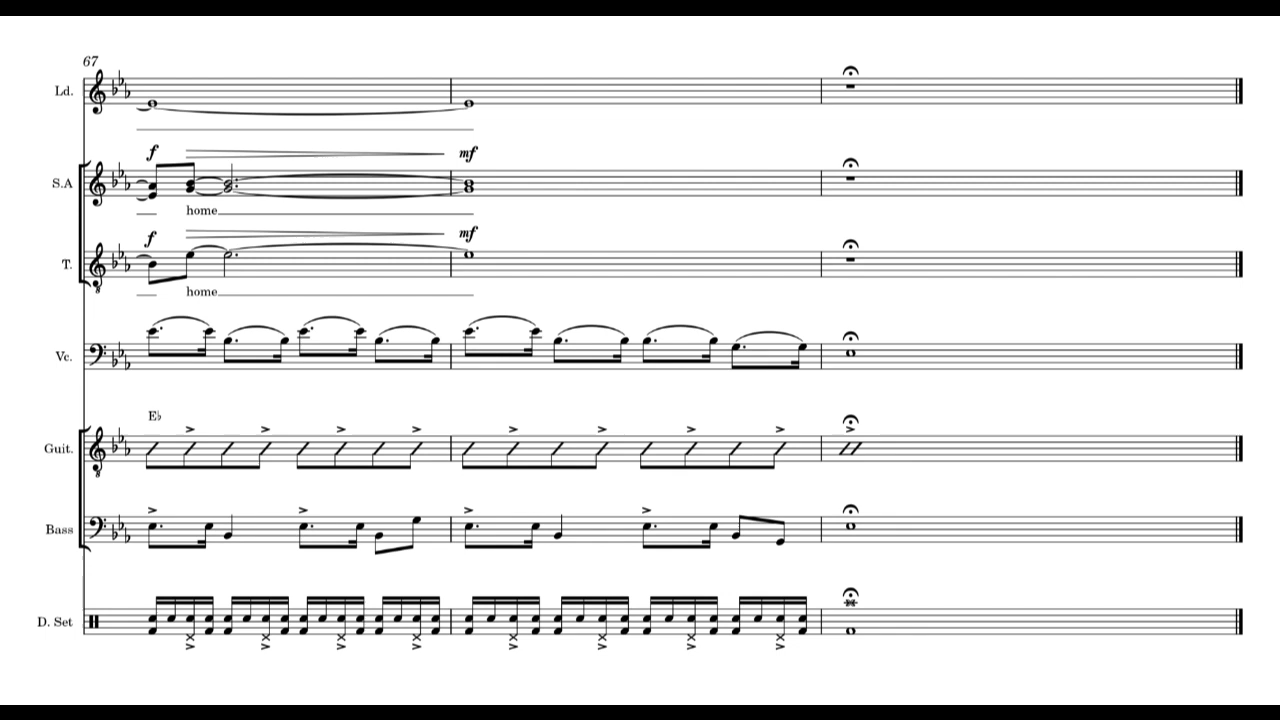 67
Ld.
f
mf
S.A
home
f
mf
T.
home
Vc.
E♭
Guit.
Bass
D. Set